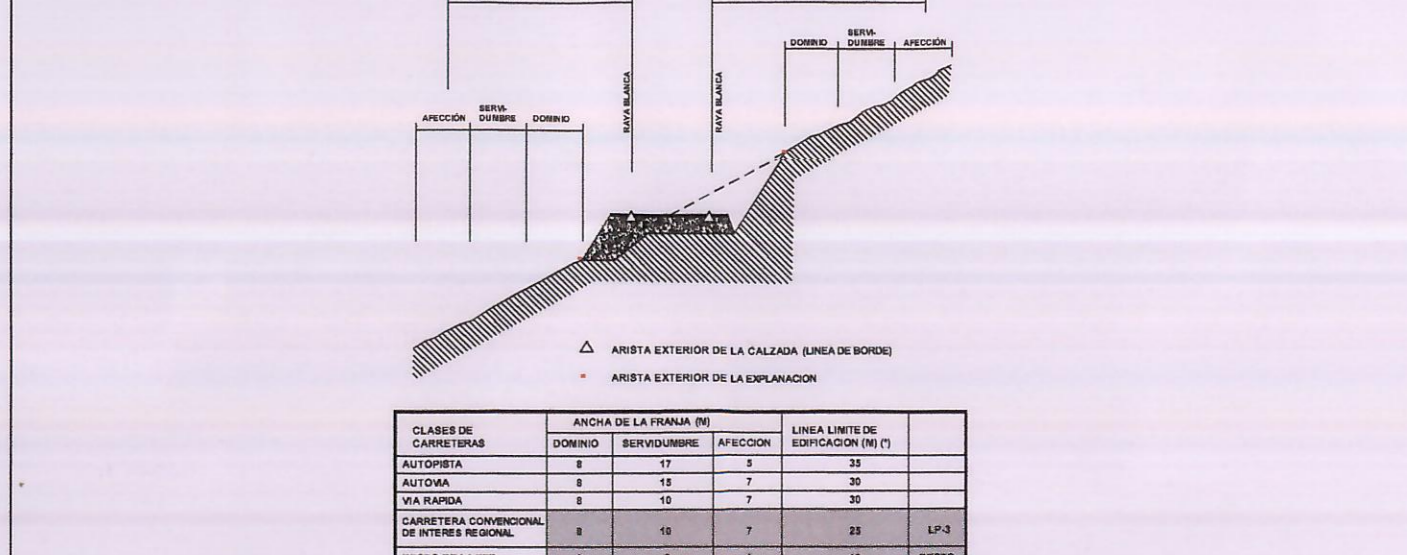 DOMINIO
SERVI-
DUMBRE
AFECCIÓN
RAYA BLANCA
RAYA BLANCA
AFECCIÓN
SERVI-
DUMBRE
DOMINIO
ARISTA EXTERIOR DE LA CALZADA (LINEA DE BORDE)
ARISTA EXTERIOR DE LA EXPLANACION
CLASES DE
CARRETERAS
ANCHA DE LA FRANJA (M)
LINEA LIMITE DE
EDIFICACION (M) (*)
DOMINIO SERVIDUMBRE AFECCION
AUTOPISTA 8 17 5 35
AUTOVIA 8 15 7 30
VIA RAPIDA 8 10 7 30
CARRETERA CONVENCIONAL
DE INTERES REGIONAL 8 10 7 25 LP-3